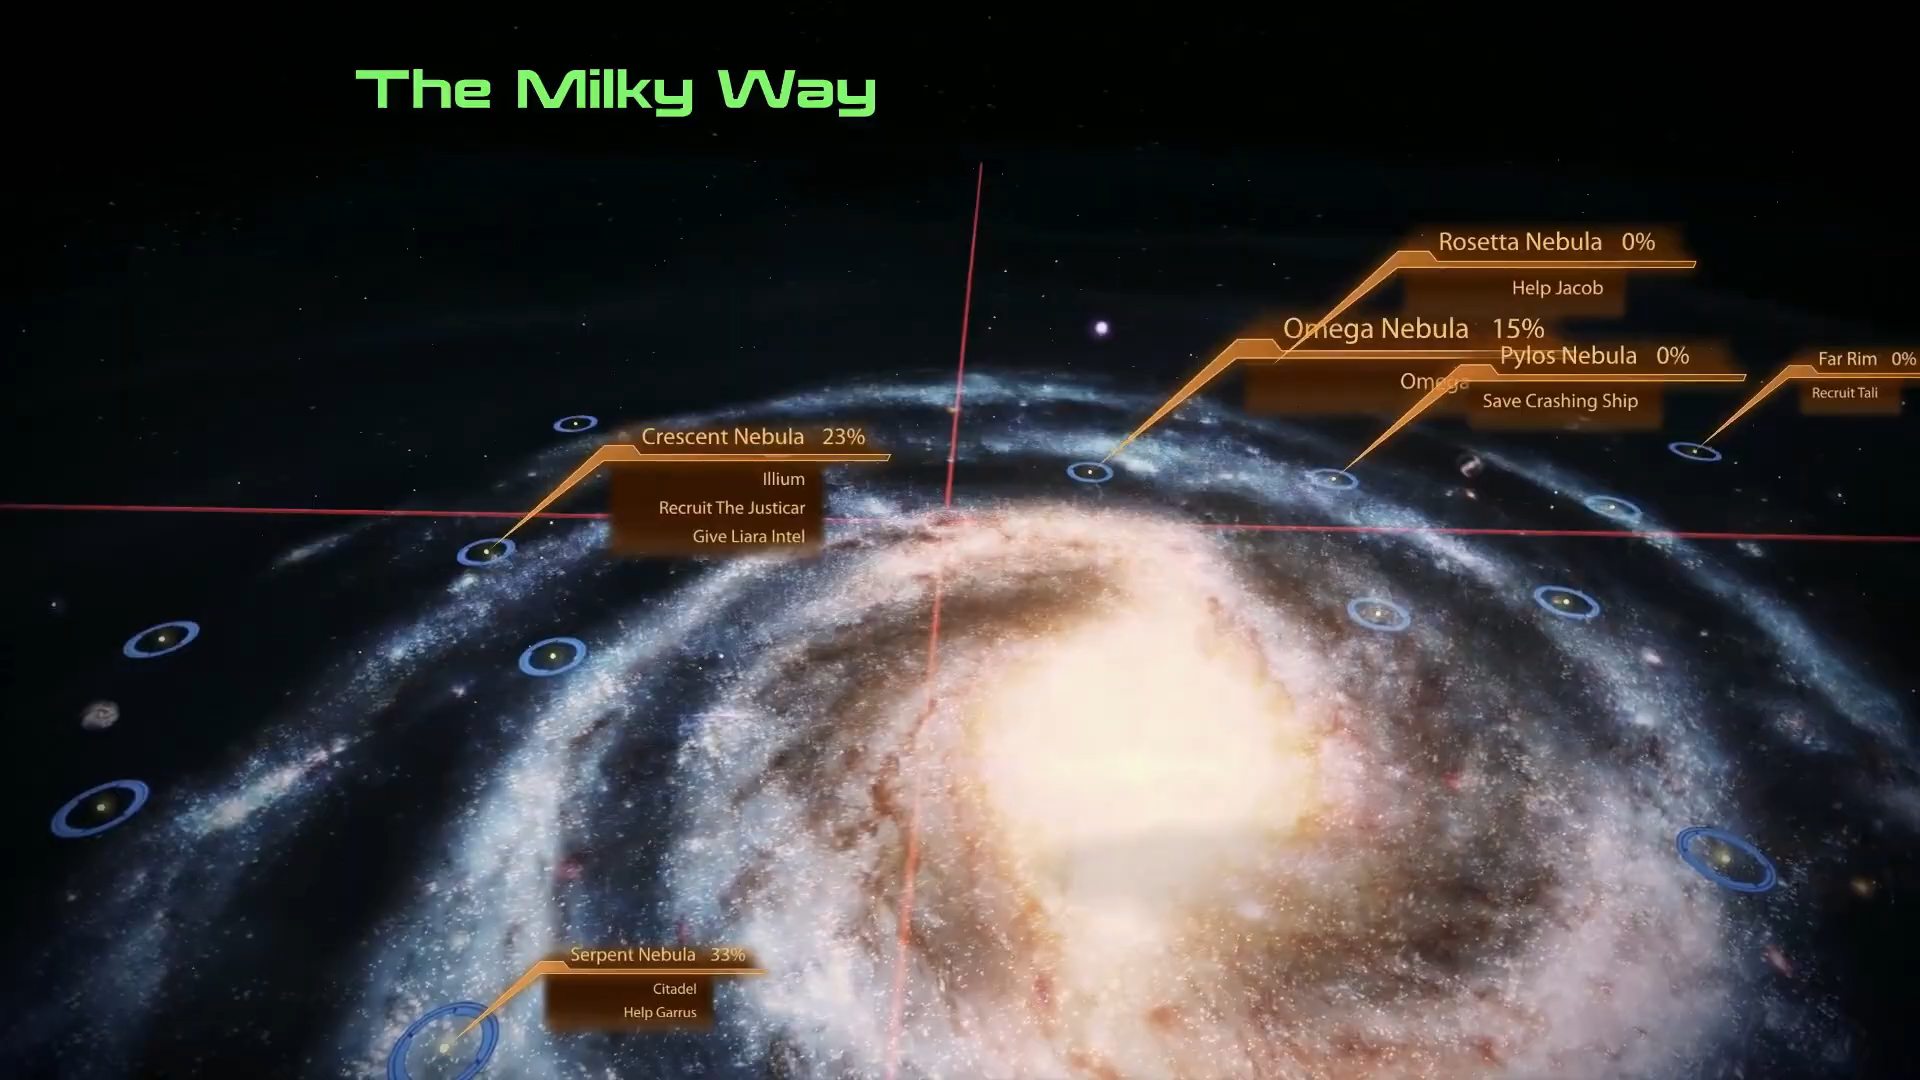 The Milky Way
Rosetta Nebula 0%
Help Jacob
Omega Nebula 15%
Omega
Pylos Nebula 0%
Save Crashing Ship
Far Rim 0%
Recruit Tali
Crescent Nebula 23%
Illium
Recruit The Justicar
Give Liara Intel
Serpent Nebula 33%
Citadel
Help Garrus